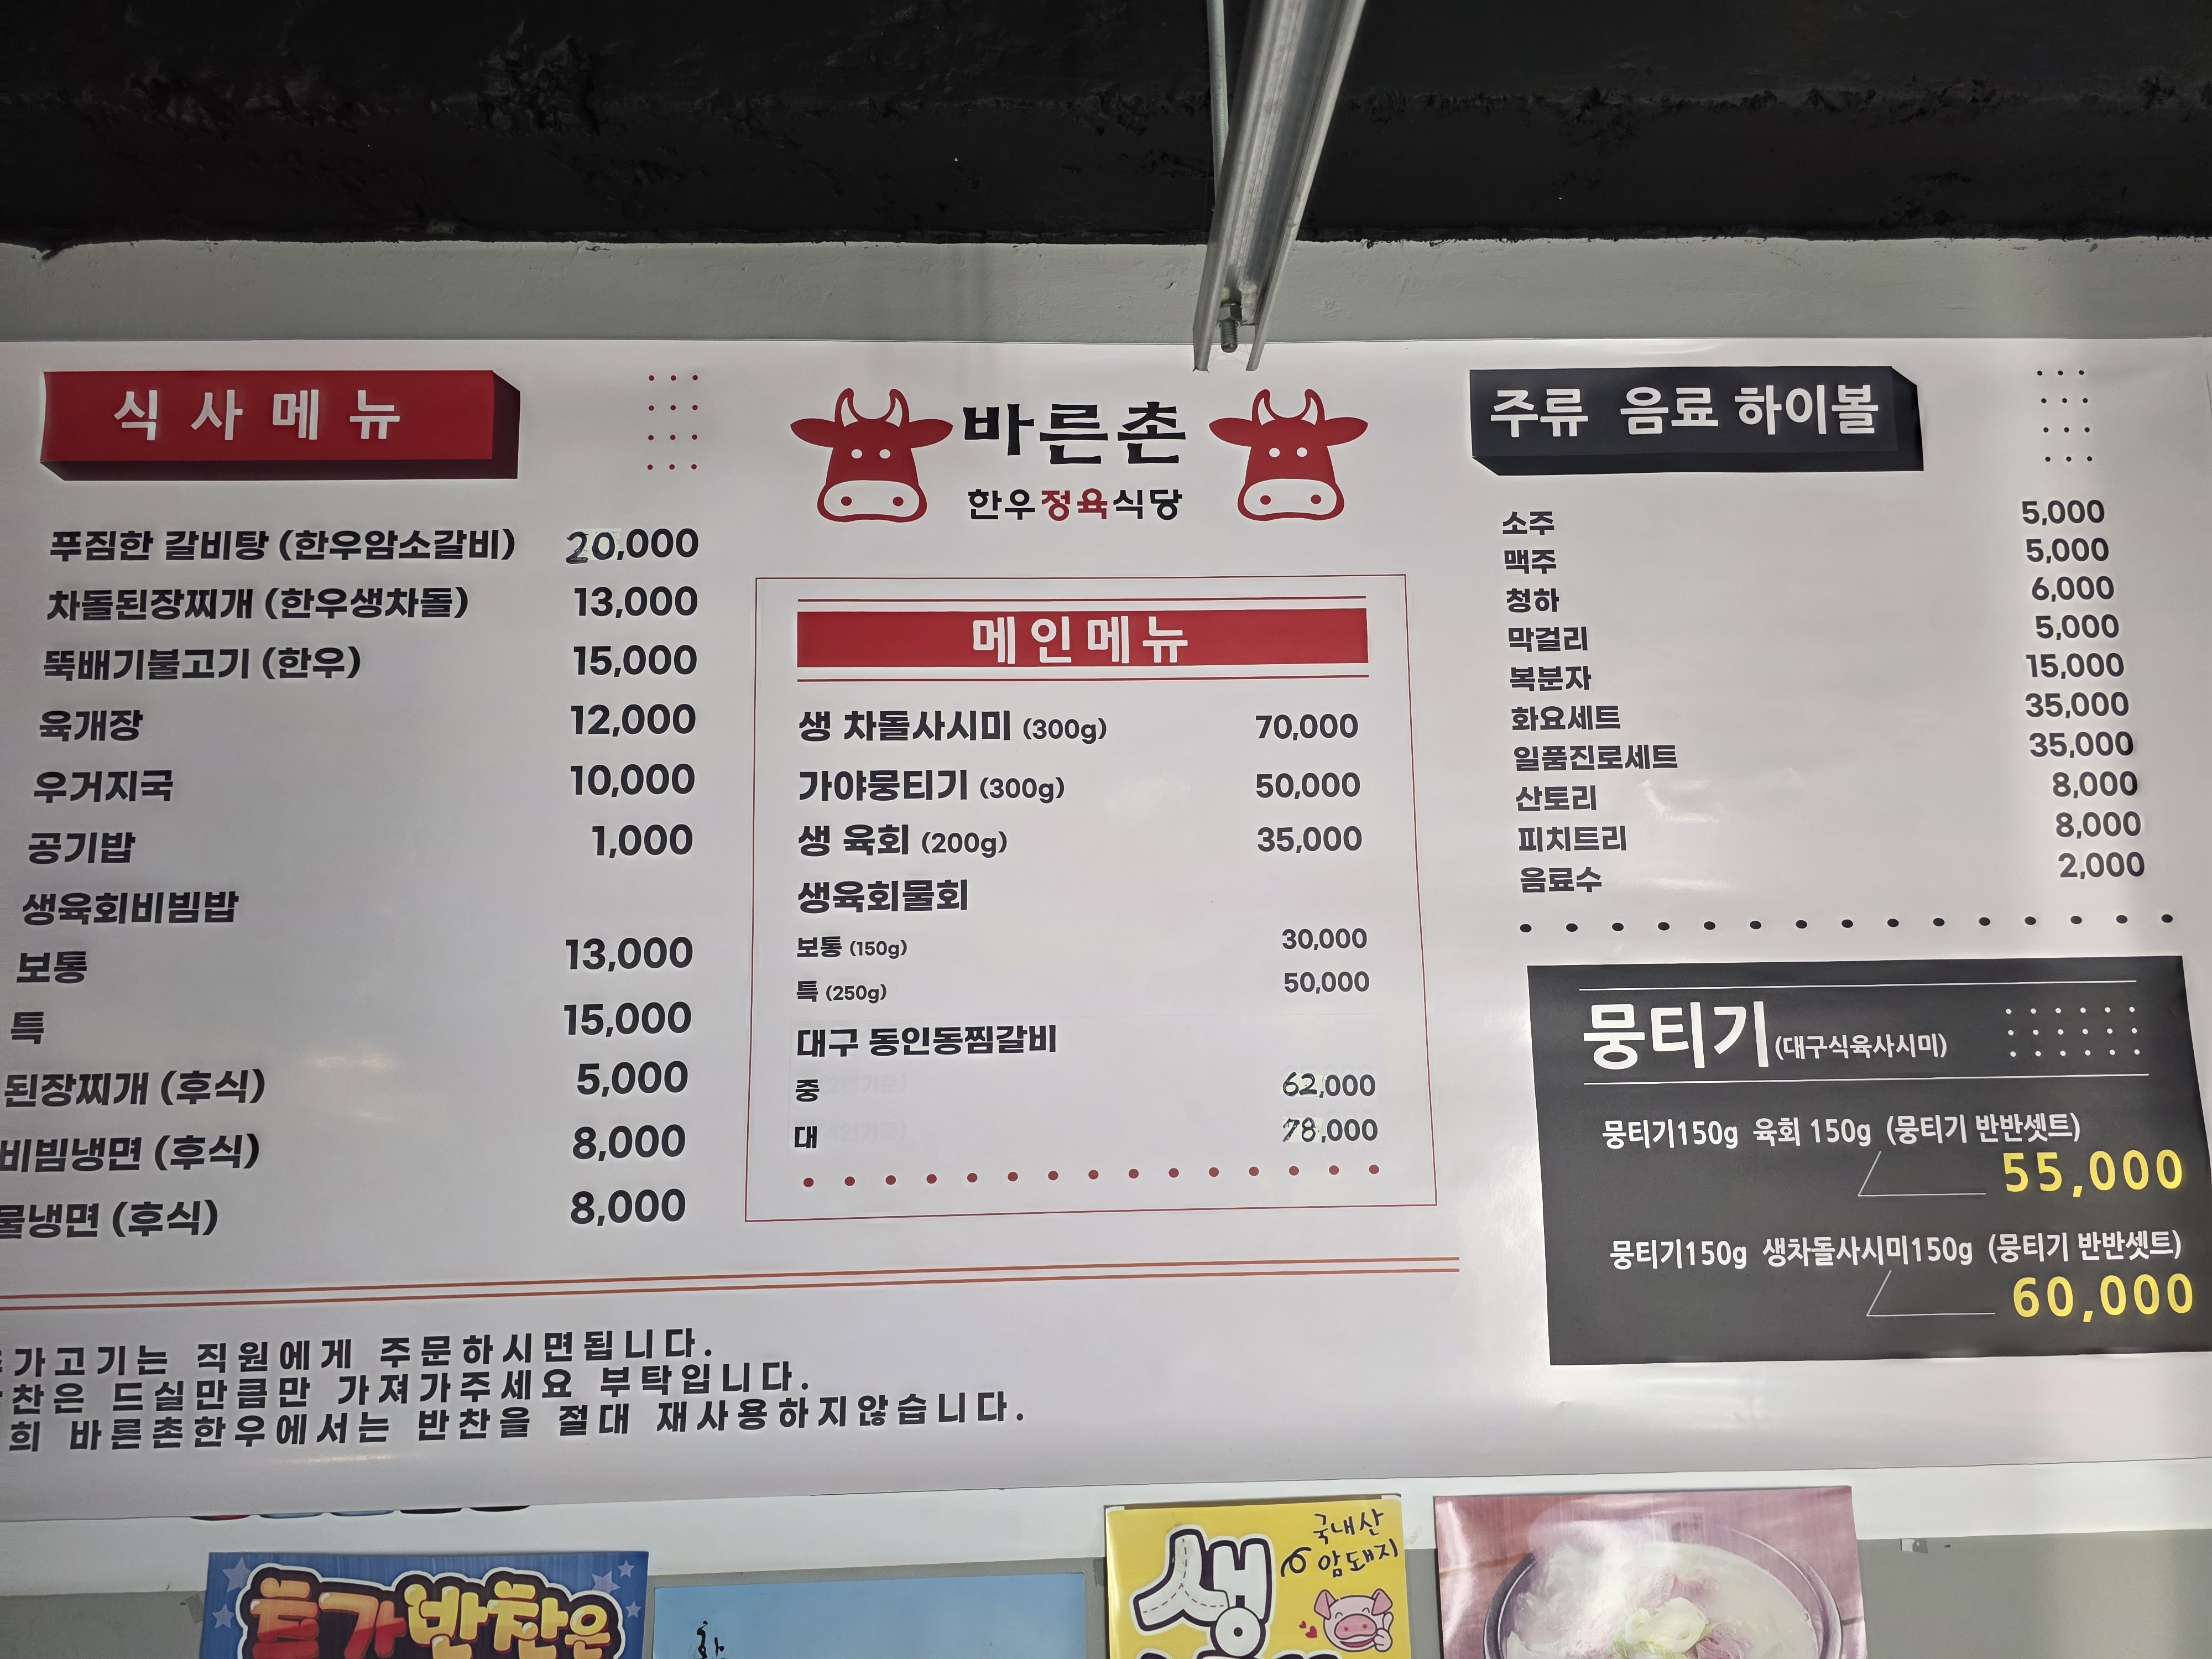 식사메뉴
푸짐한 갈비탕 (한우암소갈비) 20,000
차돌된장찌개 (한우생차돌) 13,000
뚝배기불고기 (한우) 15,000
육개장 12,000
우거지국 10,000
공기밥 1,000
생육회비빔밥
보통 13,000
특 15,000
된장찌개 (후식) 5,000
비빔냉면 (후식) 8,000
물냉면 (후식) 8,000
바른촌
한우정육식당
메인메뉴
생 차돌사시미 (300g) 70,000
가야뭉티기 (300g) 50,000
생 육회 (200g) 35,000
생육회물회
보통 (150g) 30,000
특 (250g) 50,000
대구 동인동찜갈비
중 62,000
대 78,000
주류 음료 하이볼
소주 5,000
맥주 5,000
청하 6,000
막걸리 5,000
복분자 15,000
화요세트 35,000
일품진로세트 35,000
산토리 8,000
피치트리 8,000
음료수 2,000
뭉티기(대구식육사시미)
뭉티기150g 육회 150g (뭉티기 반반셋트)
55,000
뭉티기150g 생차돌사시미150g (뭉티기 반반셋트)
60,000
가고기는 직원에게 주문하시면됩니다.
찬은 드실만큼만 가져가주세요 부탁입니다.
희 바른촌한우에서는 반찬을 절대 재사용하지않습니다.
추가반찬은
생
국내산
암돼지